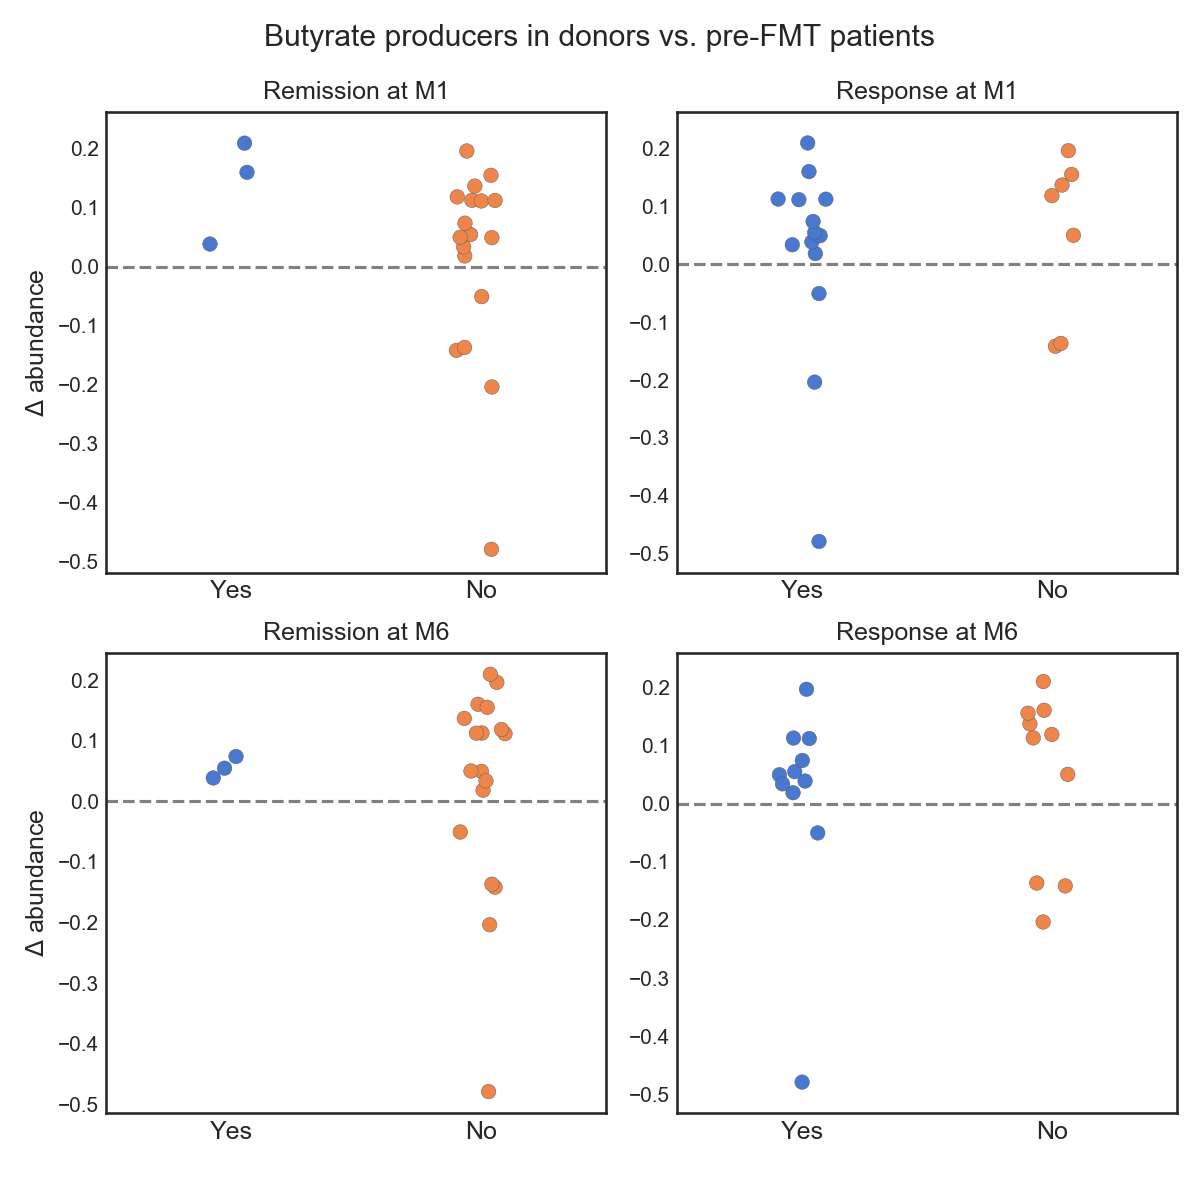 Butyrate producers in donors vs. pre-FMT patients
Remission at M1
Δ abundance
0.2
0.1
0.0
−0.1
−0.2
−0.3
−0.4
−0.5
Yes No
Response at M1
0.2
0.1
0.0
−0.1
−0.2
−0.3
−0.4
−0.5
Yes No
Remission at M6
Δ abundance
0.2
0.1
0.0
−0.1
−0.2
−0.3
−0.4
−0.5
Yes No
Response at M6
0.2
0.1
0.0
−0.1
−0.2
−0.3
−0.4
−0.5
Yes No